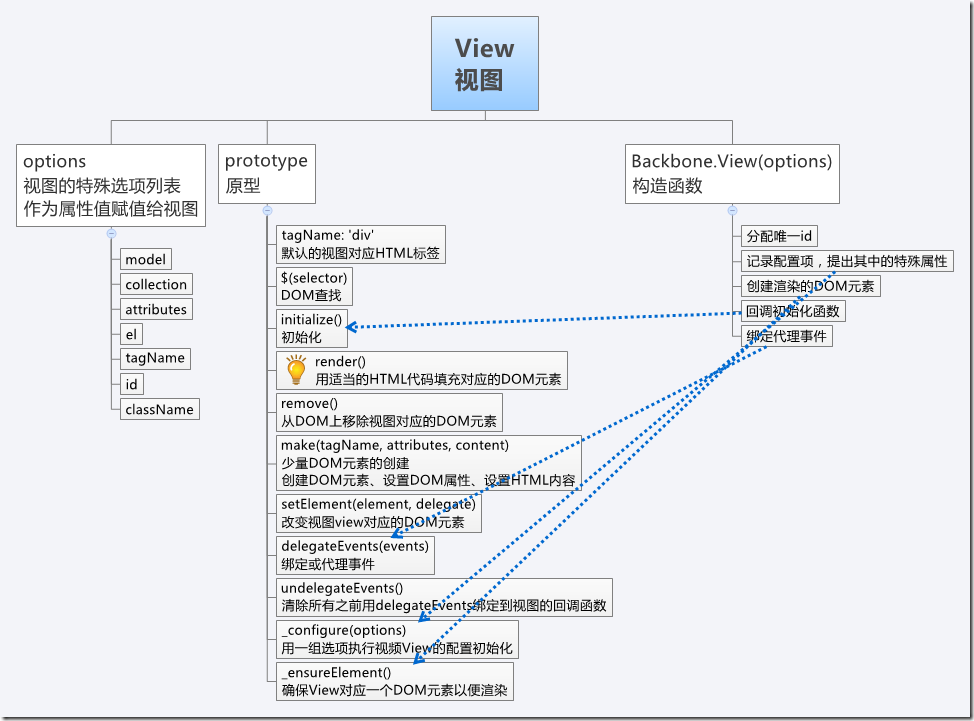 View
视图
options
视图的特殊选项列表
作为属性值赋值给视图
model
collection
attributes
el
tagName
id
className
prototype
原型
tagName: 'div'
默认的视图对应HTML标签
$(selector)
DOM查找
initialize()
初始化
render()
用适当的HTML代码填充对应的DOM元素
remove()
从DOM上移除视图对应的DOM元素
make(tagName, attributes, content)
少量DOM元素的创建
创建DOM元素、设置DOM属性、设置HTML内容
setElement(element, delegate)
改变视图view对应的DOM元素
delegateEvents(events)
绑定或代理事件
undelegateEvents()
清除所有之前用delegateEvents绑定到视图的回调函数
_configure(options)
用一组选项执行视频View的配置初始化
_ensureElement()
确保View对应一个DOM元素以便渲染
Backbone.View(options)
构造函数
分配唯一id
记录配置项，提出其中的特殊属性
创建渲染的DOM元素
回调初始化函数
绑定代理事件